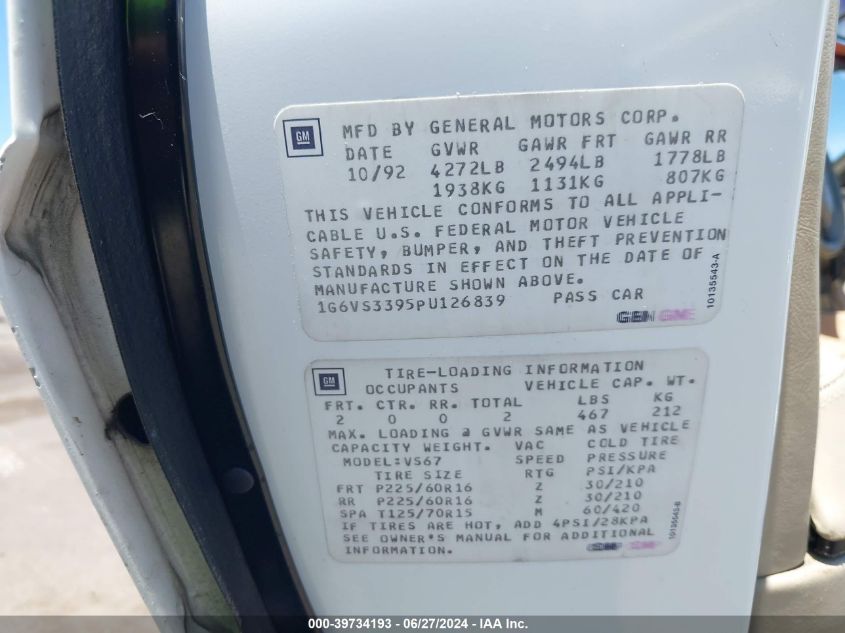 GM
MFD BY GENERAL MOTORS CORP.
DATE GVWR GAWR FRT GAWR RR
10/92 4272LB 2494LB 1778LB
1938KG 1131KG 807KG
THIS VEHICLE CONFORMS TO ALL APPLI-
CABLE U.S. FEDERAL MOTOR VEHICLE
SAFETY, BUMPER, AND THEFT PREVENTION
STANDARDS IN EFFECT ON THE DATE OF
MANUFACTURE SHOWN ABOVE.
1G6VS3395PU126839 PASS CAR
10135543-A
GM
TIRE-LOADING INFORMATION
OCCUPANTS VEHICLE CAP. WT.
FRT. CTR. RR. TOTAL LBS KG
2 0 0 2 467 212
MAX. LOADING @ GVWR SAME AS VEHICLE
CAPACITY WEIGHT. VAC COLD TIRE
MODEL:VS67 SPEED PRESSURE
TIRE SIZE RTG PSI/KPA
FRT P225/60R16 Z 30/210
RR P225/60R16 Z 30/210
SPA T125/70R15 M 60/420
IF TIRES ARE HOT, ADD 4PSI/28KPA
SEE OWNER'S MANUAL FOR ADDITIONAL
INFORMATION.
10135545-B
000-39734193 - 06/27/2024 - IAA Inc.